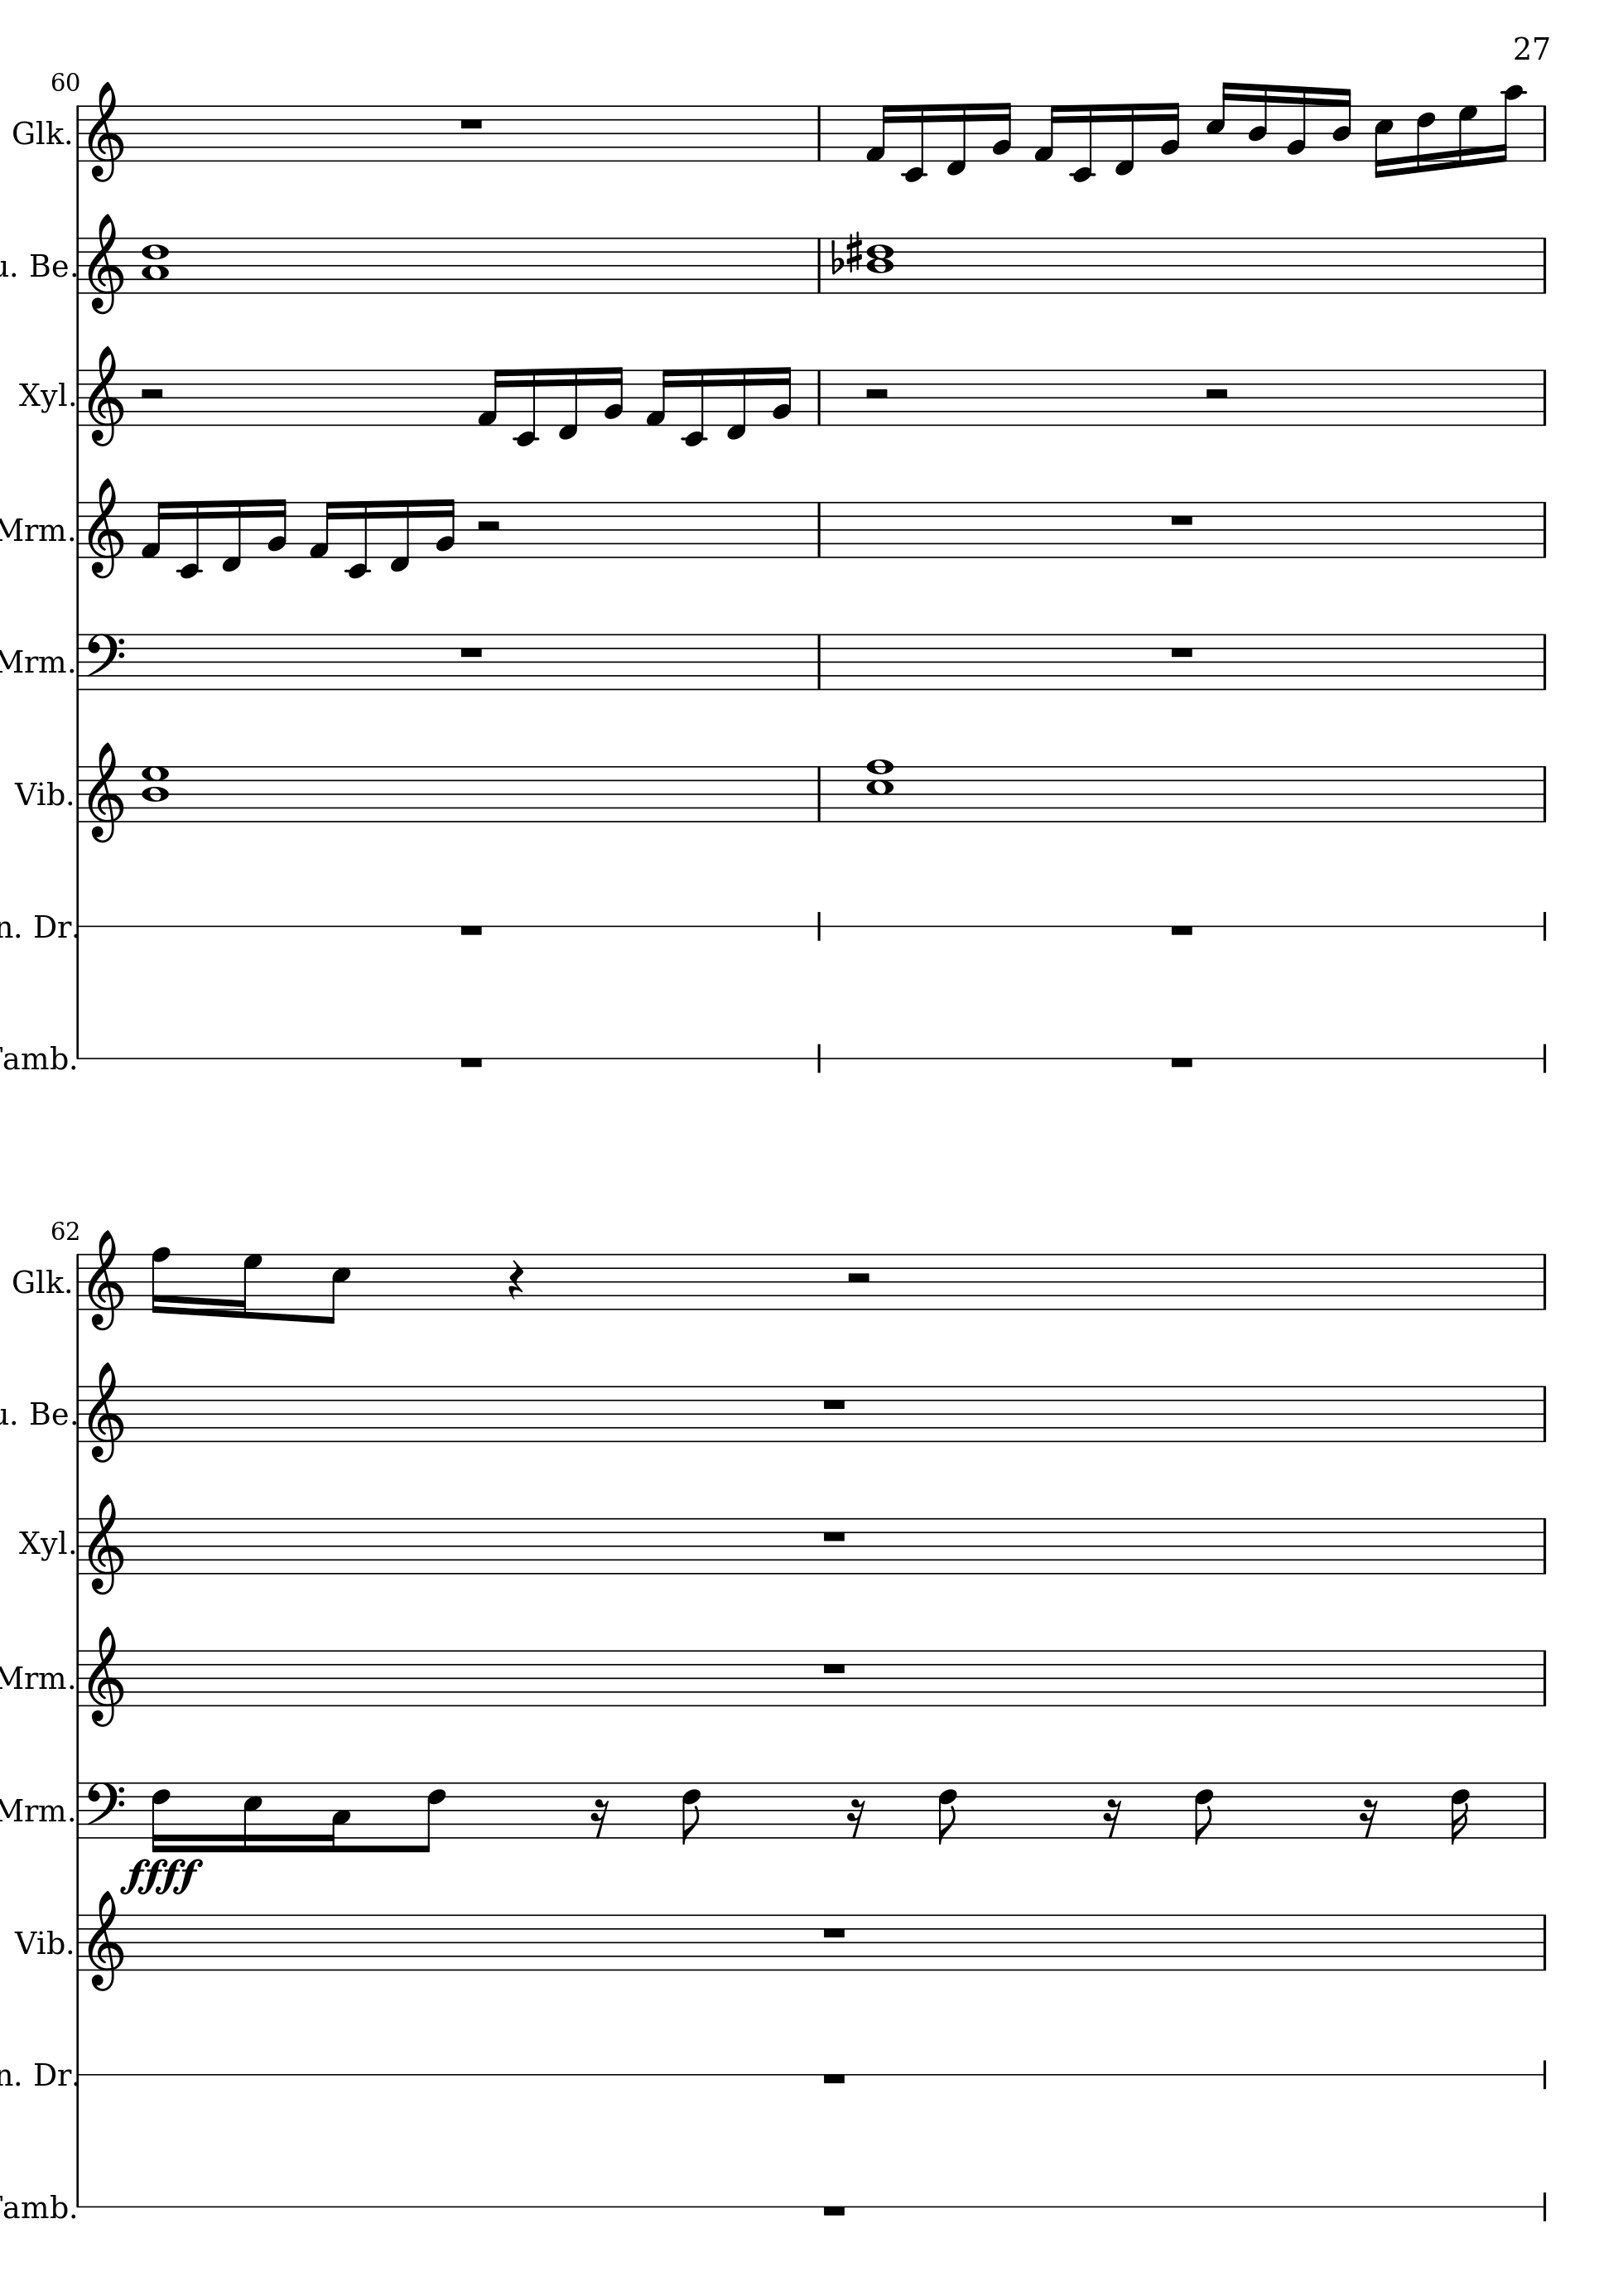 27
60
Glk.
u. Be.
Xyl.
Mrm.
Mrm.
Vib.
n. Dr.
Tamb.
62
Glk.
u. Be.
Xyl.
Mrm.
Mrm.
ffff
Vib.
n. Dr.
Tamb.